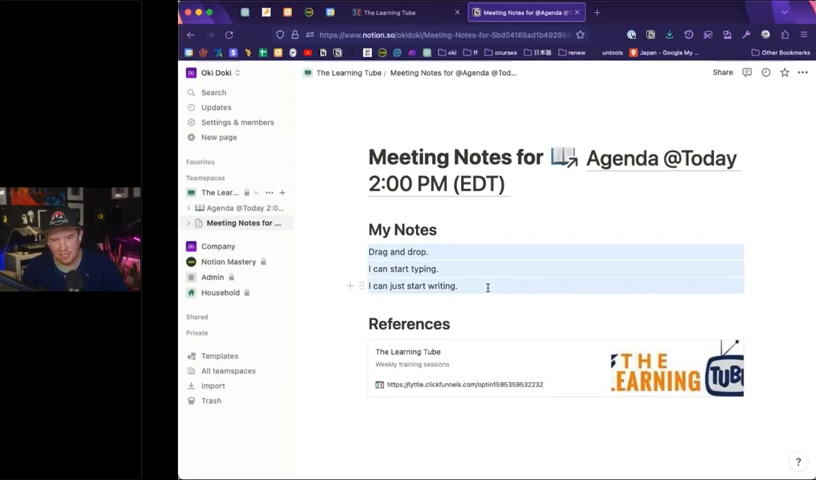 The Learning Tube
Meeting Notes for @Agenda @T
https://www.notion.so/okidoki/Meeting-Notes-for-5bd04165ad1b49289
oki
ff
courses
日本語
renew
untools
Japan - Google My ...
Other Bookmarks
Oki Doki
The Learning Tube / Meeting Notes for @Agenda @Tod...
Share
Search
Updates
Settings & members
New page
Favorites
Teamspaces
The Lear...
Agenda @Today 2:0...
Meeting Notes for ...
Company
Notion Mastery
Admin
Household
Shared
Private
Templates
All teamspaces
Import
Trash
Meeting Notes for Agenda @Today
2:00 PM (EDT)
My Notes
Drag and drop.
I can start typing.
I can just start writing.
References
The Learning Tube
Weekly training sessions
https://lyttle.clickfunnels.com/optin1595359532232
THE
LEARNING
TUBE
?